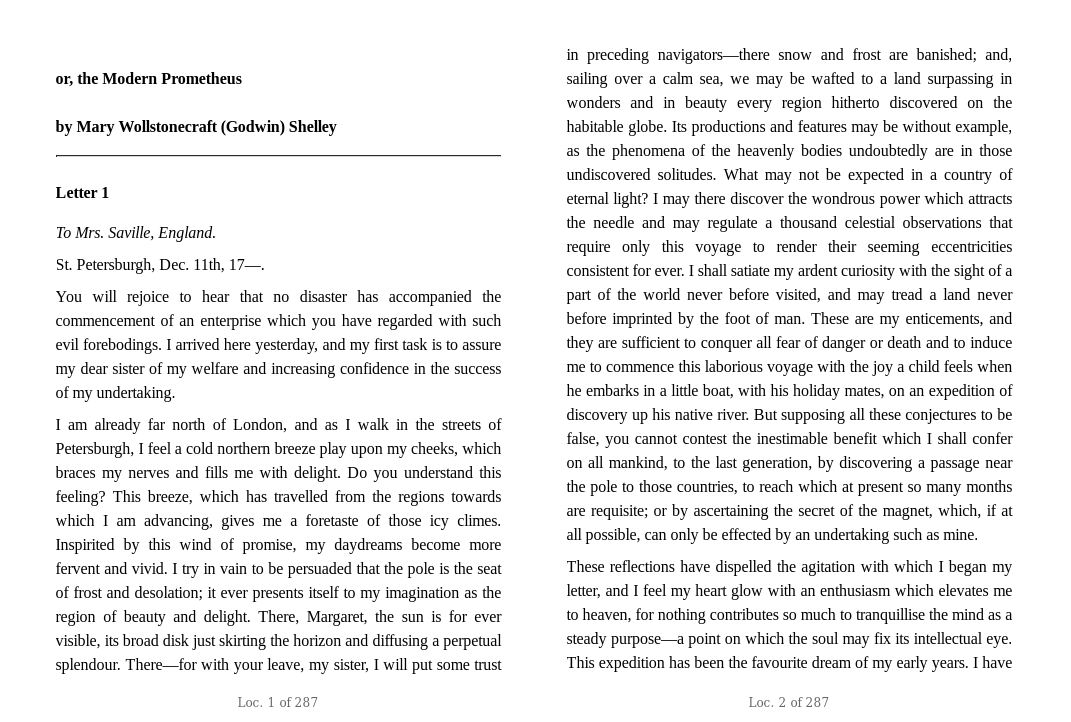 or, the Modern Prometheus
by Mary Wollstonecraft (Godwin) Shelley
Letter 1
To Mrs. Saville, England.
St. Petersburgh, Dec. 11th, 17—.
You will rejoice to hear that no disaster has accompanied the
commencement of an enterprise which you have regarded with such
evil forebodings. I arrived here yesterday, and my first task is to assure
my dear sister of my welfare and increasing confidence in the success
of my undertaking.
I am already far north of London, and as I walk in the streets of
Petersburgh, I feel a cold northern breeze play upon my cheeks, which
braces my nerves and fills me with delight. Do you understand this
feeling? This breeze, which has travelled from the regions towards
which I am advancing, gives me a foretaste of those icy climes.
Inspirited by this wind of promise, my daydreams become more
fervent and vivid. I try in vain to be persuaded that the pole is the seat
of frost and desolation; it ever presents itself to my imagination as the
region of beauty and delight. There, Margaret, the sun is for ever
visible, its broad disk just skirting the horizon and diffusing a perpetual
splendour. There—for with your leave, my sister, I will put some trust
Loc. 1 of 287
in preceding navigators—there snow and frost are banished; and,
sailing over a calm sea, we may be wafted to a land surpassing in
wonders and in beauty every region hitherto discovered on the
habitable globe. Its productions and features may be without example,
as the phenomena of the heavenly bodies undoubtedly are in those
undiscovered solitudes. What may not be expected in a country of
eternal light? I may there discover the wondrous power which attracts
the needle and may regulate a thousand celestial observations that
require only this voyage to render their seeming eccentricities
consistent for ever. I shall satiate my ardent curiosity with the sight of a
part of the world never before visited, and may tread a land never
before imprinted by the foot of man. These are my enticements, and
they are sufficient to conquer all fear of danger or death and to induce
me to commence this laborious voyage with the joy a child feels when
he embarks in a little boat, with his holiday mates, on an expedition of
discovery up his native river. But supposing all these conjectures to be
false, you cannot contest the inestimable benefit which I shall confer
on all mankind, to the last generation, by discovering a passage near
the pole to those countries, to reach which at present so many months
are requisite; or by ascertaining the secret of the magnet, which, if at
all possible, can only be effected by an undertaking such as mine.
These reflections have dispelled the agitation with which I began my
letter, and I feel my heart glow with an enthusiasm which elevates me
to heaven, for nothing contributes so much to tranquillise the mind as a
steady purpose—a point on which the soul may fix its intellectual eye.
This expedition has been the favourite dream of my early years. I have
Loc. 2 of 287